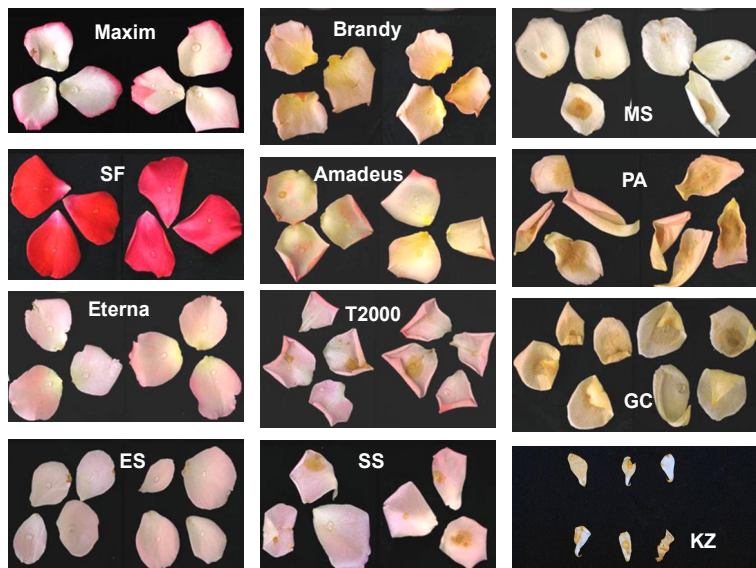 Maxim
Brandy
MS
SF
Amadeus
PA
Eterna
T2000
GC
ES
SS
KZ